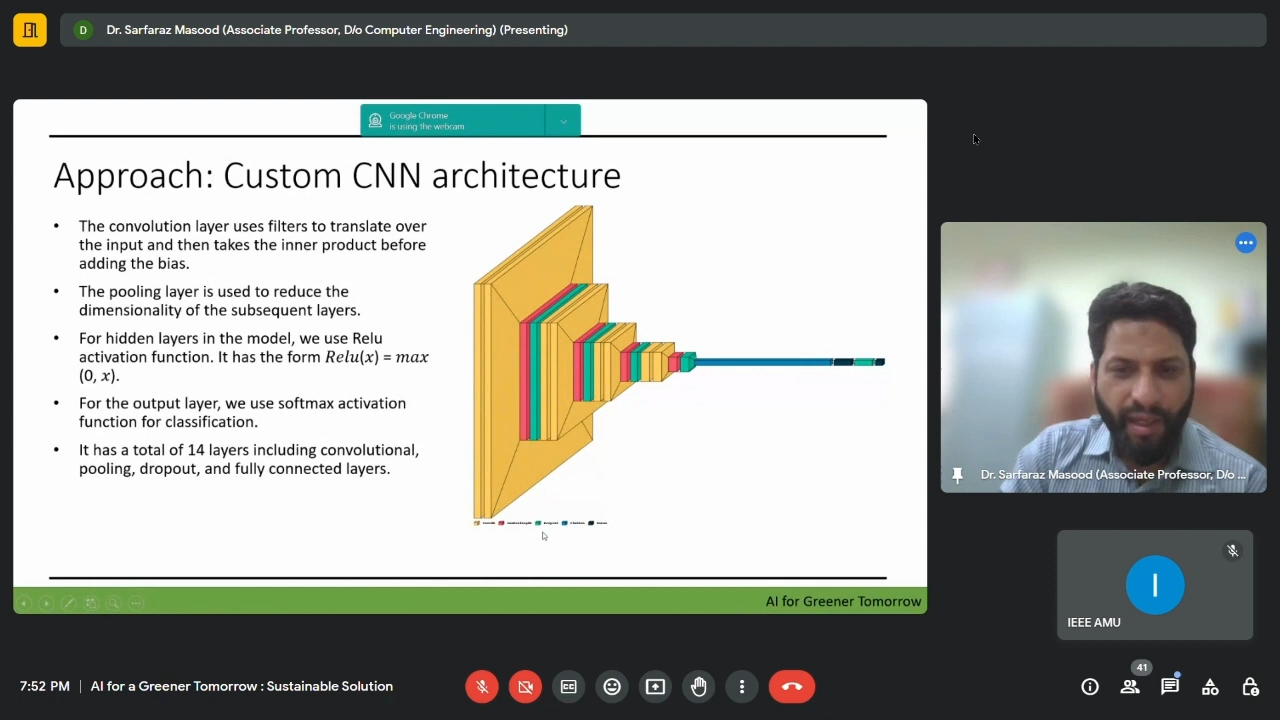 D
Dr. Sarfaraz Masood (Associate Professor, D/o Computer Engineering) (Presenting)
Google Chrome
is using the webcam
Approach: Custom CNN architecture
• The convolution layer uses filters to translate over
the input and then takes the inner product before
adding the bias.
• The pooling layer is used to reduce the
dimensionality of the subsequent layers.
• For hidden layers in the model, we use Relu
activation function. It has the form Relu(x) = max
(0, x).
• For the output layer, we use softmax activation
function for classification.
• It has a total of 14 layers including convolutional,
pooling, dropout, and fully connected layers.
AI for Greener Tomorrow
Dr. Sarfaraz Masood (Associate Professor, D/o ...
I
IEEE AMU
7:52 PM | AI for a Greener Tomorrow : Sustainable Solution
41